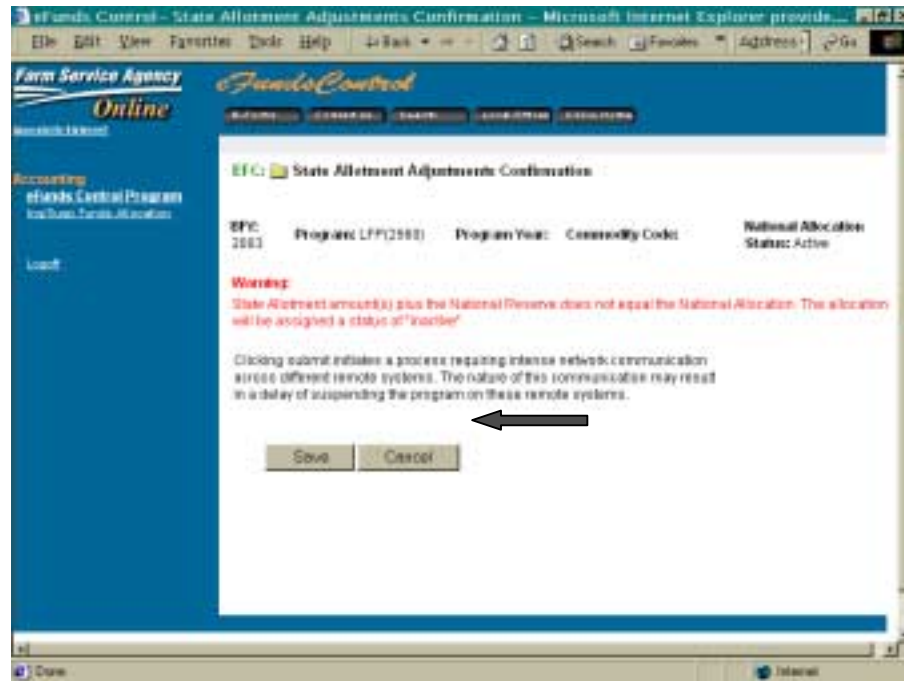 eFunds Control - State Allotment Adjustments Confirmation - Microsoft Internet Explorer provide...
File Edit View Favorites Tools Help Back Search Favorites Address Go
Farm Service Agency
Online
eFundsControl
EFC: State Allotment Adjustments Confirmation
Accounting
eFunds Control Program
Logoff
BFY:
2003
Program: LFP(2980) Program Year: Commodity Code:
National Allocation
Status: Active
Warning:
State Allotment amount(s) plus the National Reserve does not equal the National Allocation. The allocation
will be assigned a status of "inactive"
Clicking submit initiates a process requiring intense network communication
across different remote systems. The nature of this communication may result
in a delay of suspending the program on these remote systems.
Save Cancel
Done Internet